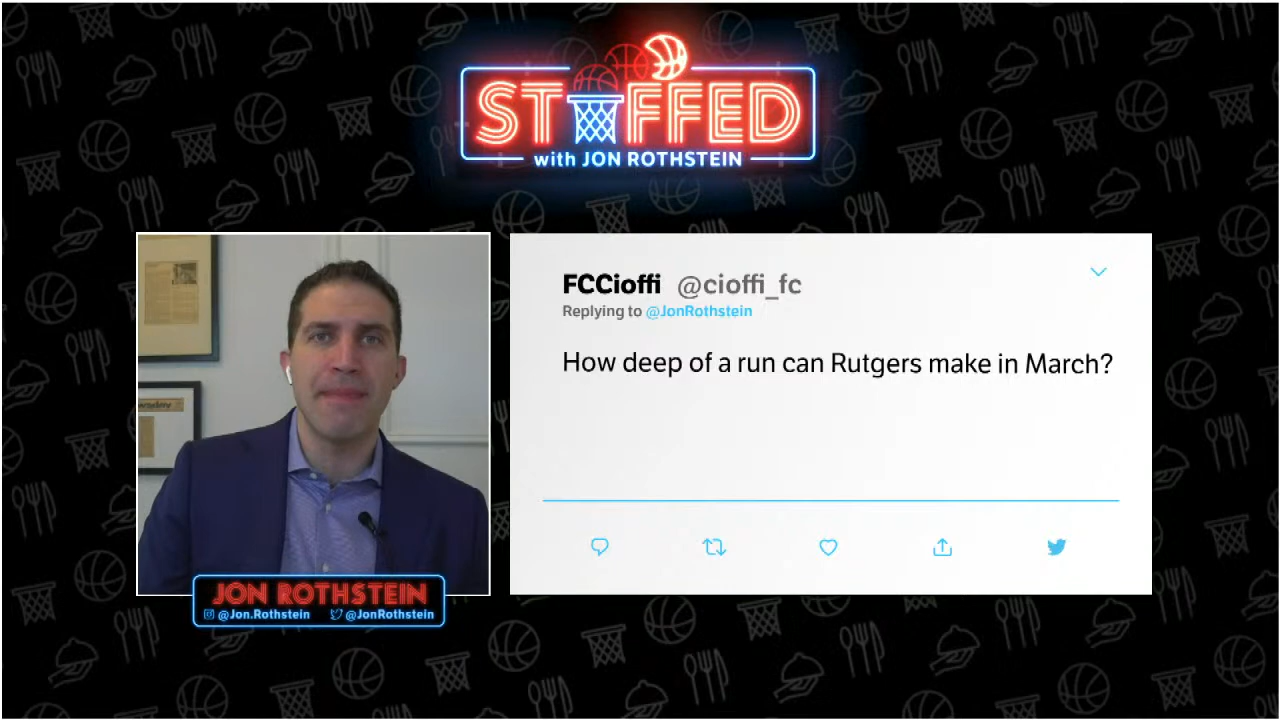 STUFFED
with JON ROTHSTEIN
FCCioffi @cioffi_fc
Replying to @JonRothstein
How deep of a run can Rutgers make in March?
JON ROTHSTEIN
@Jon.Rothstein @JonRothstein